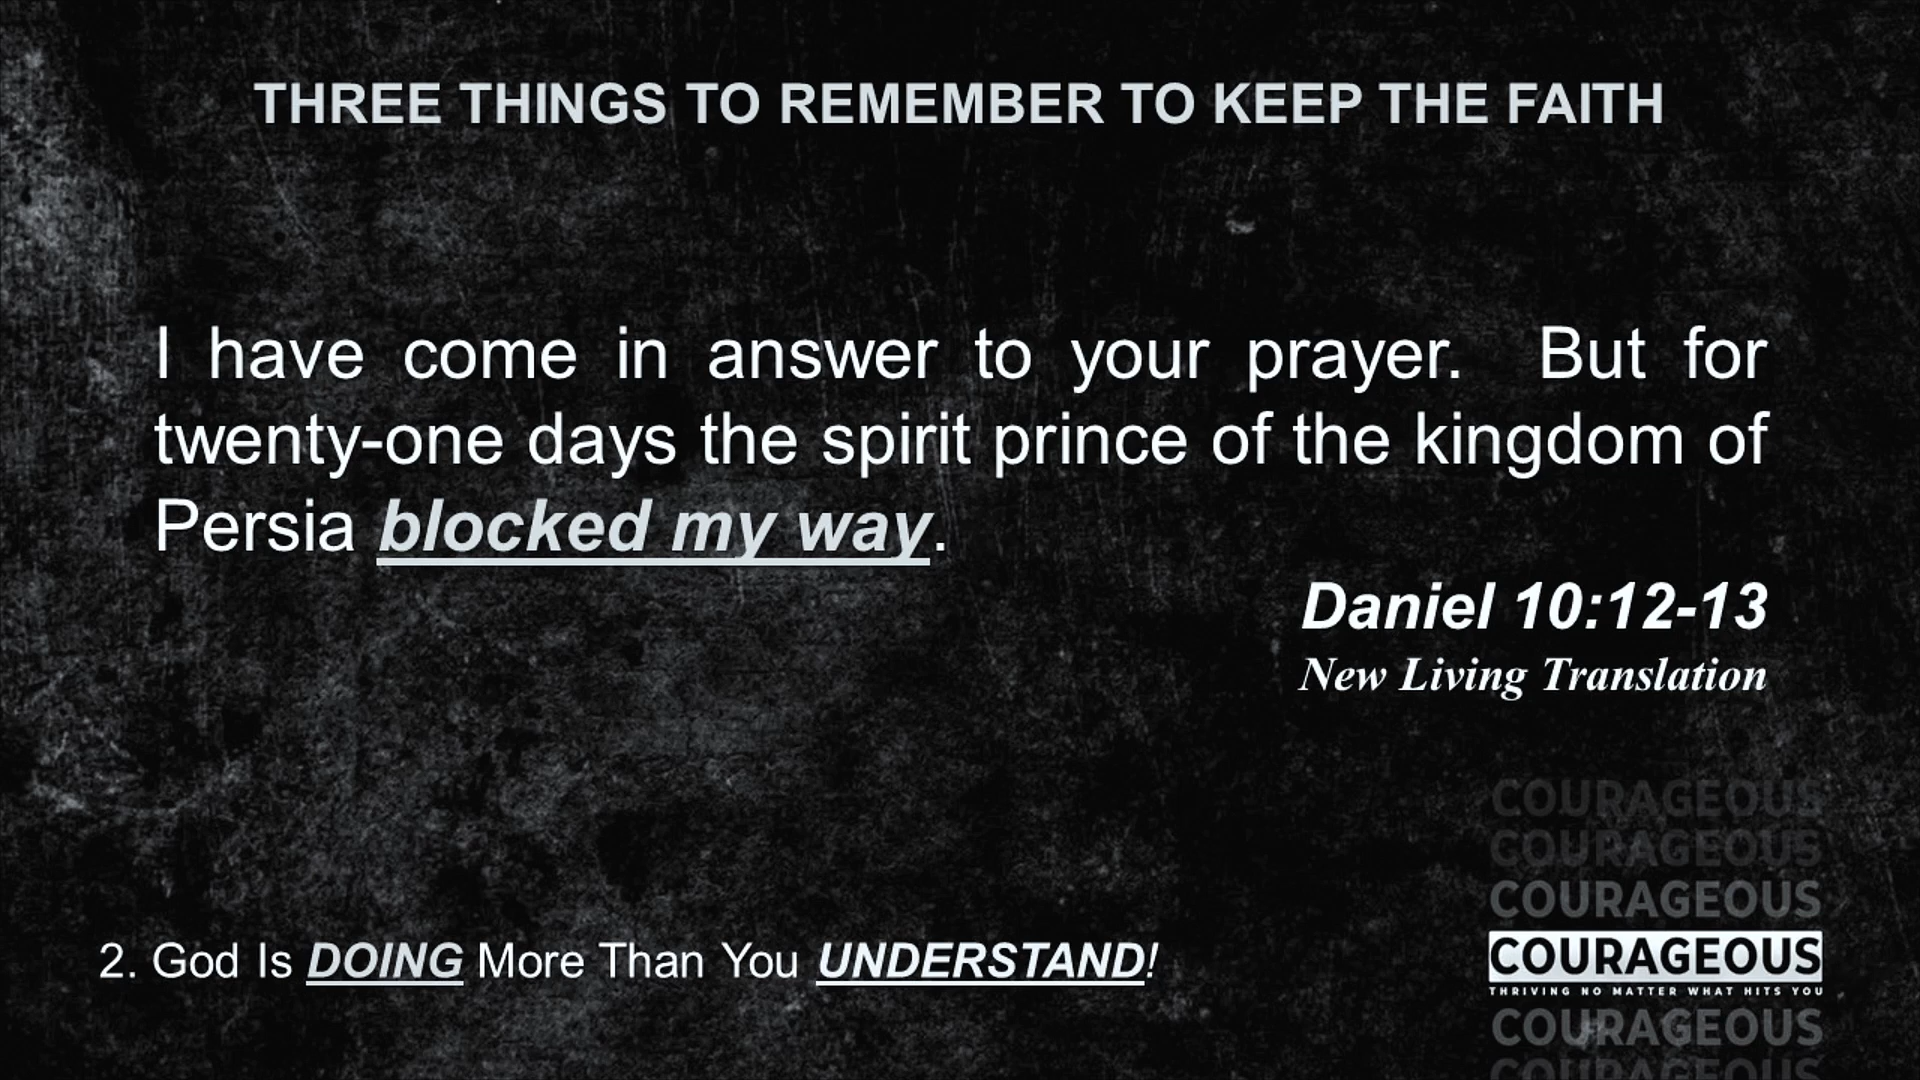 THREE THINGS TO REMEMBER TO KEEP THE FAITH
I have come in answer to your prayer.  But for
twenty-one days the spirit prince of the kingdom of
Persia blocked my way.
Daniel 10:12-13
New Living Translation
2. God Is DOING More Than You UNDERSTAND!
COURAGEOUS
COURAGEOUS
COURAGEOUS
COURAGEOUS
THRIVING NO MATTER WHAT HITS YOU
COURAGEOUS
COURAGEOUS